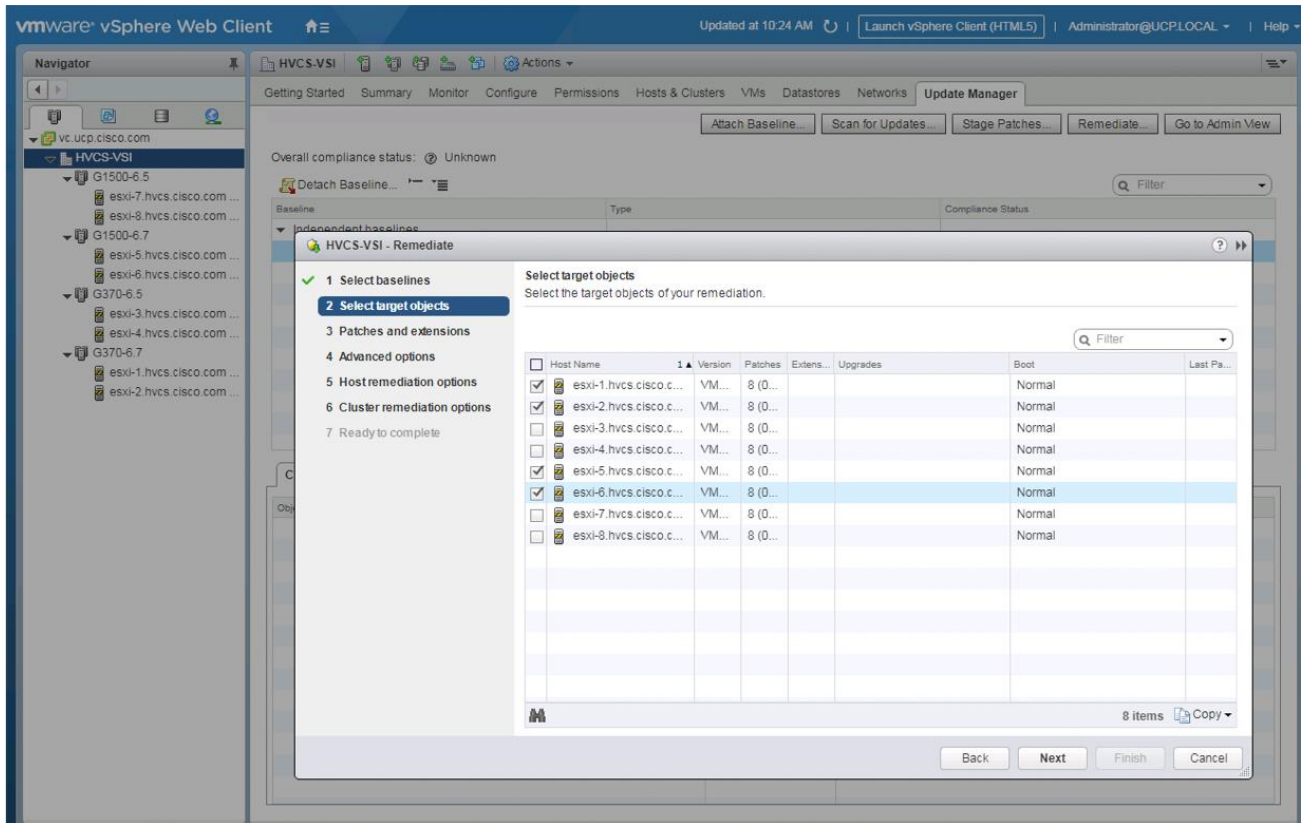 vmware® vSphere Web Client
Updated at 10:24 AM | Launch vSphere Client (HTML5) | Administrator@UCP.LOCAL | Help
Navigator
vc.ucp.cisco.com
HVCS-VSI
G1500-6.5
esxi-7.hvcs.cisco.com ...
esxi-8.hvcs.cisco.com ...
G1500-6.7
esxi-5.hvcs.cisco.com ...
esxi-6.hvcs.cisco.com ...
G370-6.5
esxi-3.hvcs.cisco.com ...
esxi-4.hvcs.cisco.com ...
G370-6.7
esxi-1.hvcs.cisco.com ...
esxi-2.hvcs.cisco.com ...
HVCS-VSI Actions
Getting Started Summary Monitor Configure Permissions Hosts & Clusters VMs Datastores Networks Update Manager
Attach Baseline... Scan for Updates... Stage Patches... Remediate... Go to Admin View
Overall compliance status: Unknown
Detach Baseline... Filter
Baseline Type Compliance Status
Independent baselines
HVCS-VSI - Remediate
1 Select baselines
2 Select target objects
3 Patches and extensions
4 Advanced options
5 Host remediation options
6 Cluster remediation options
7 Ready to complete
Select target objects
Select the target objects of your remediation.
Filter
Host Name 1 Version Patches Extens... Upgrades Boot Last Pa...
esxi-1.hvcs.cisco.c... VM... 8 (0... Normal
esxi-2.hvcs.cisco.c... VM... 8 (0... Normal
esxi-3.hvcs.cisco.c... VM... 8 (0... Normal
esxi-4.hvcs.cisco.c... VM... 8 (0... Normal
esxi-5.hvcs.cisco.c... VM... 8 (0... Normal
esxi-6.hvcs.cisco.c... VM... 8 (0... Normal
esxi-7.hvcs.cisco.c... VM... 8 (0... Normal
esxi-8.hvcs.cisco.c... VM... 8 (0... Normal
8 items Copy
Back Next Finish Cancel